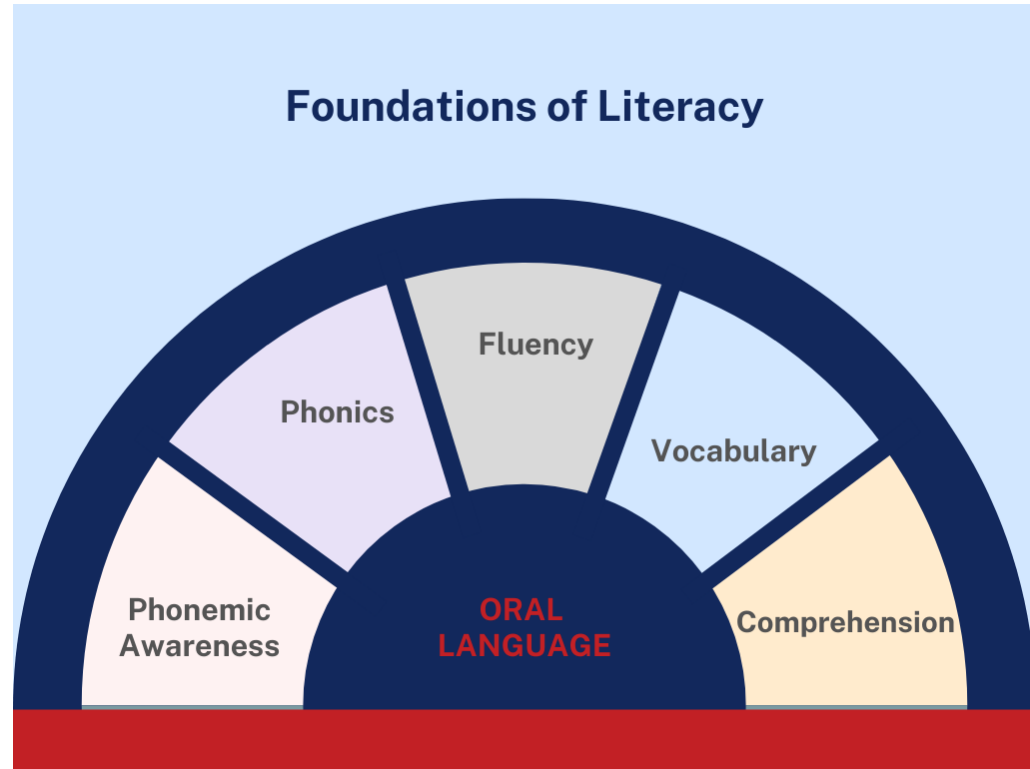 Foundations of Literacy
Phonemic
Awareness
Phonics
Fluency
Vocabulary
Comprehension
ORAL
LANGUAGE